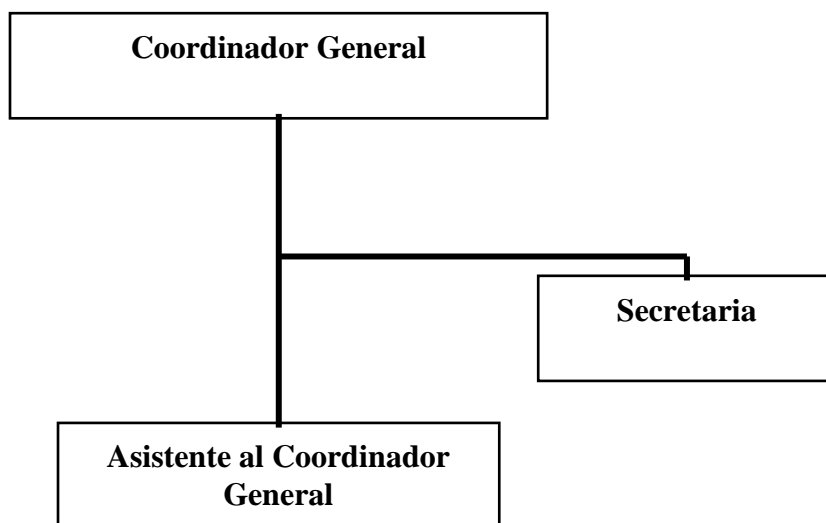 Coordinador General
Secretaria
Asistente al Coordinador
General